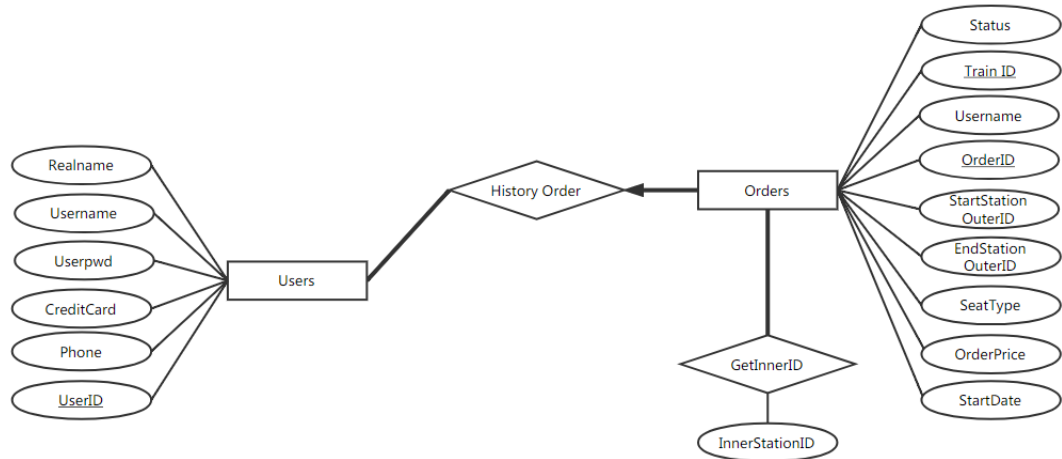 Status
Train ID
Username
OrderID
StartStation
OuterID
EndStation
OuterID
SeatType
OrderPrice
StartDate
Orders
History Order
Realname
Username
Userpwd
CreditCard
Phone
UserID
Users
GetInnerID
InnerStationID